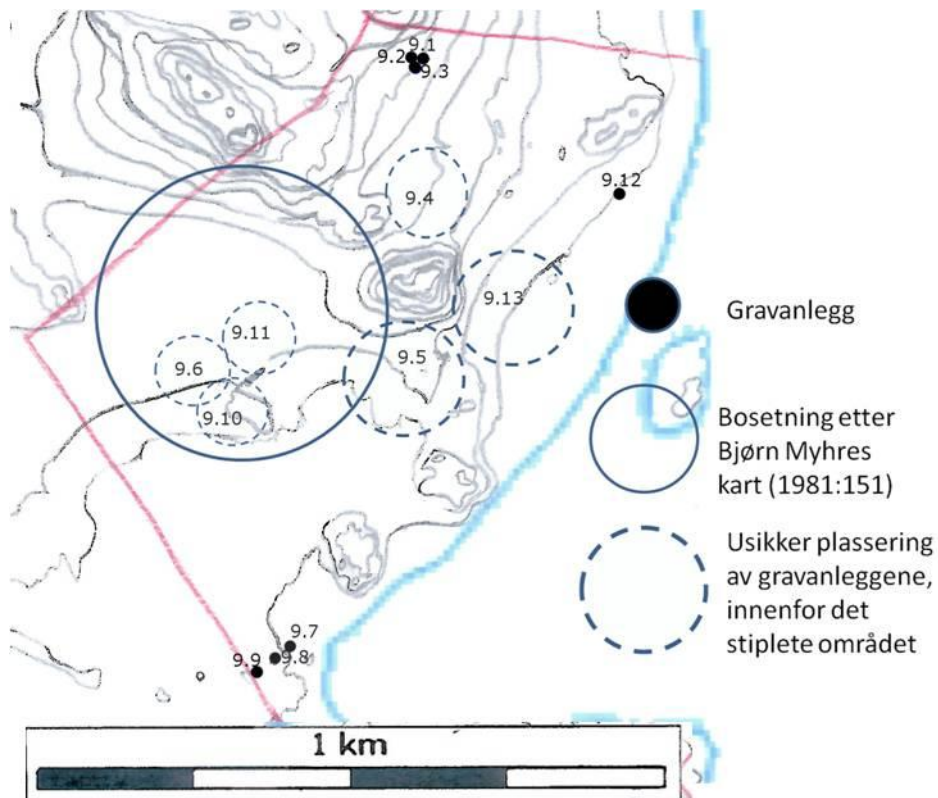 9.1
9.2
9.3
9.12
9.4
9.13
9.11
9.5
9.6
9.10
9.7
9.8
9.9
Gravanlegg
Bosetning etter
Bjørn Myhres
kart (1981:151)
Usikker plassering
av gravanleggene,
innenfor det
stiplete området
1 km